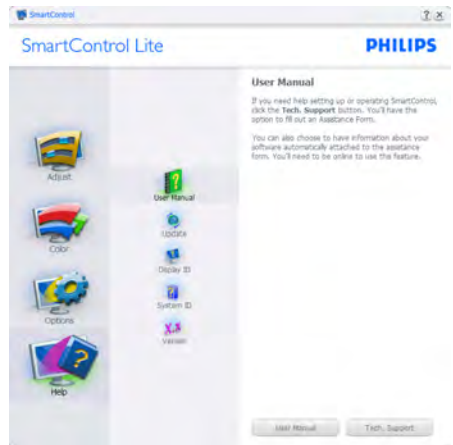 SmartControl
? x
SmartControl Lite
PHILIPS
User Manual
If you need help setting up or operating SmartControl,
click the Tech. Support button. You'll have the
option to fill out an Assistance Form.
You can also choose to have information about your
software automatically attached to the assistance
form. You'll need to be online to use the feature.
Adjust
Color
Options
Help
?
User Manual
Update
Display ID
System ID
X.x
Version
User Manual
Tech. Support